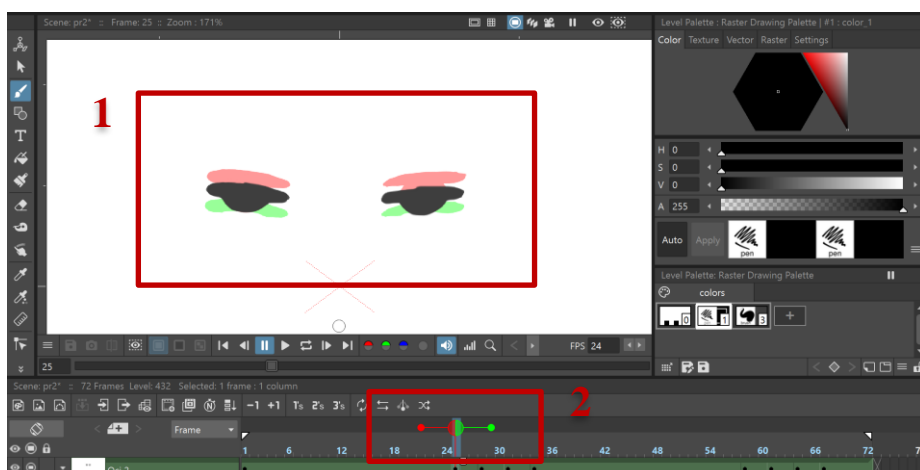 Scene: pr2* :: Frame: 25 :: Zoom : 171%
Level Palette : Raster Drawing Palette | #1 : color_1
Color Texture Vector Raster Settings
1
T
H 0
S 0
V 0
A 255
Auto Apply pen pen
Level Palette: Raster Drawing Palette
colors
0 1 3 +
FPS 24
25
Scene: pr2* :: 72 Frames Level: 432 Selected: 1 frame : 1 column
-1 +1 1's 2's 3's
2
Frame
1 6 12 18 24 30 36 42 48 54 60 66 72